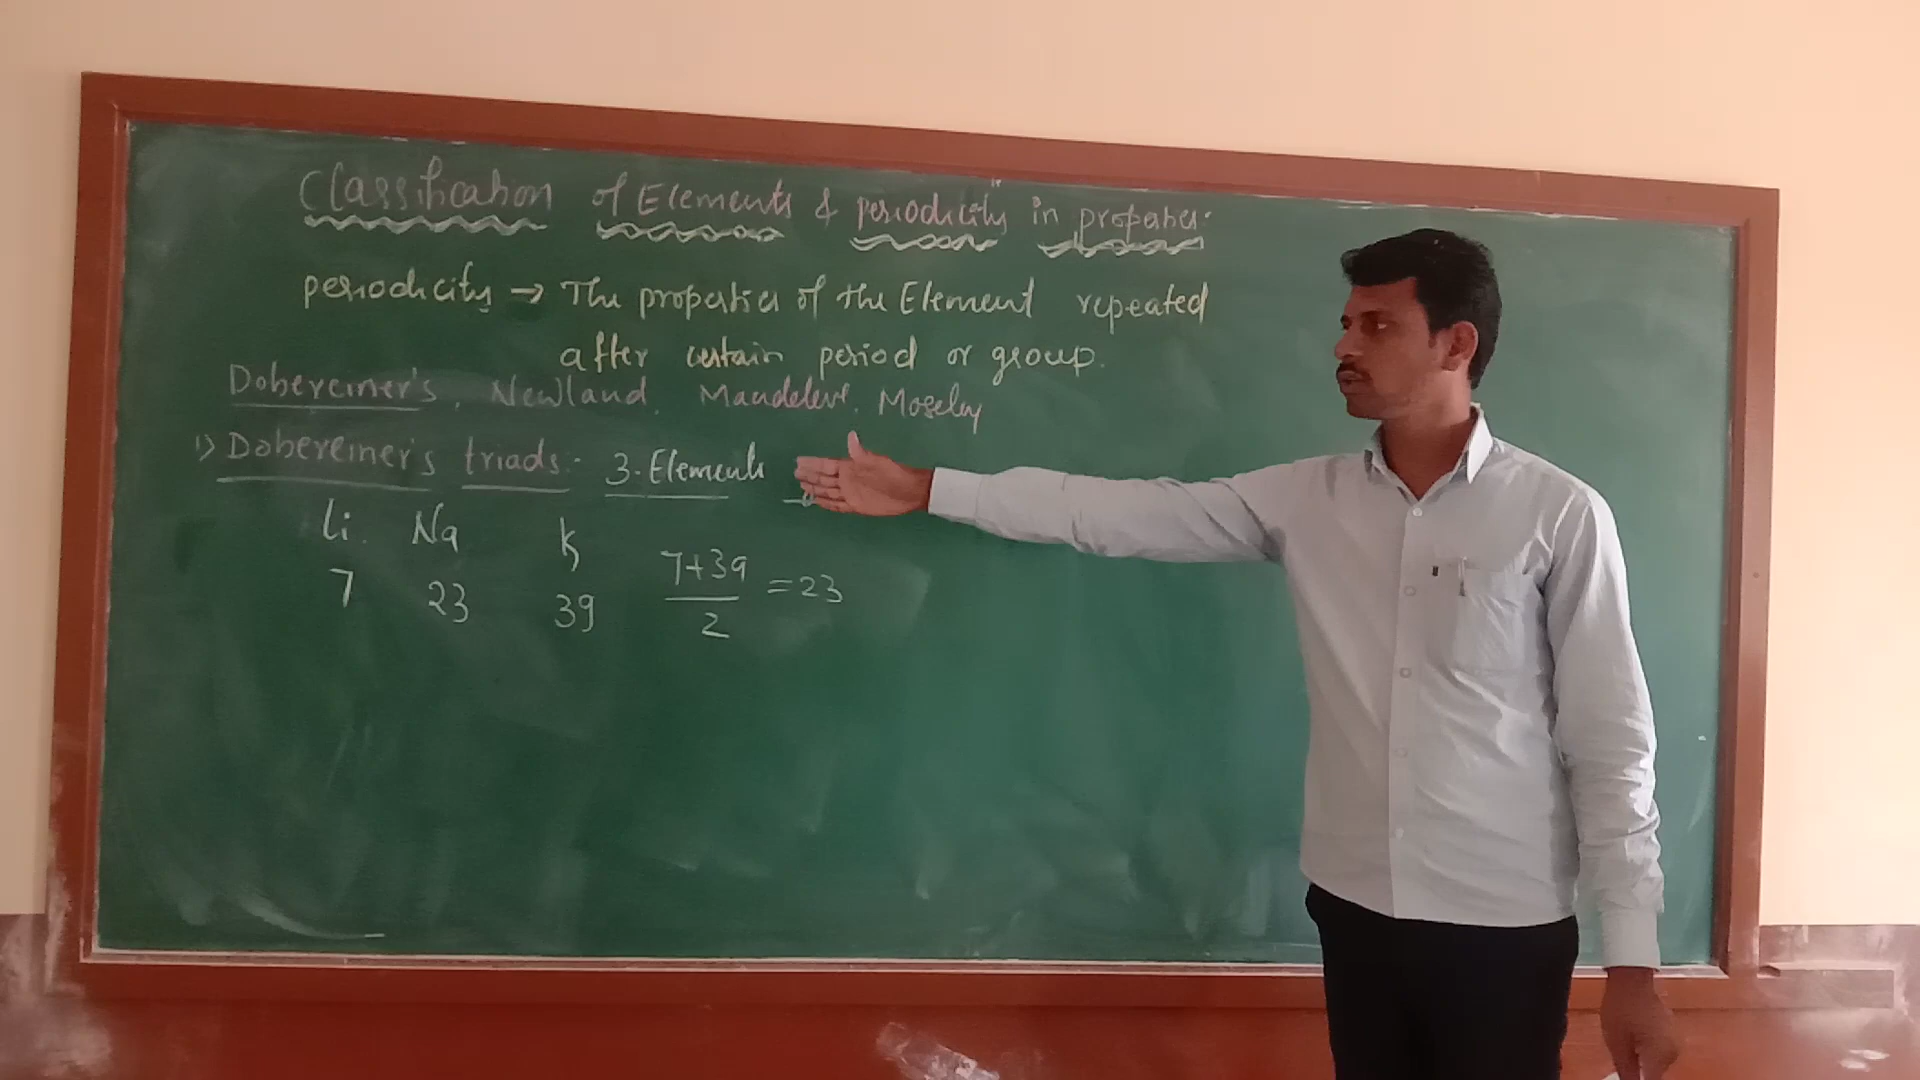 Classification of Elements & periodicity in properties:
periodicity → The properties of the Element repeated
after certain period or group.
Dobereiner's, Newland, Mandeleve, Moseley
1) Dobereiner's triads:- 3-Elements
Li. Na K
7 23 39 7+39/2 =23